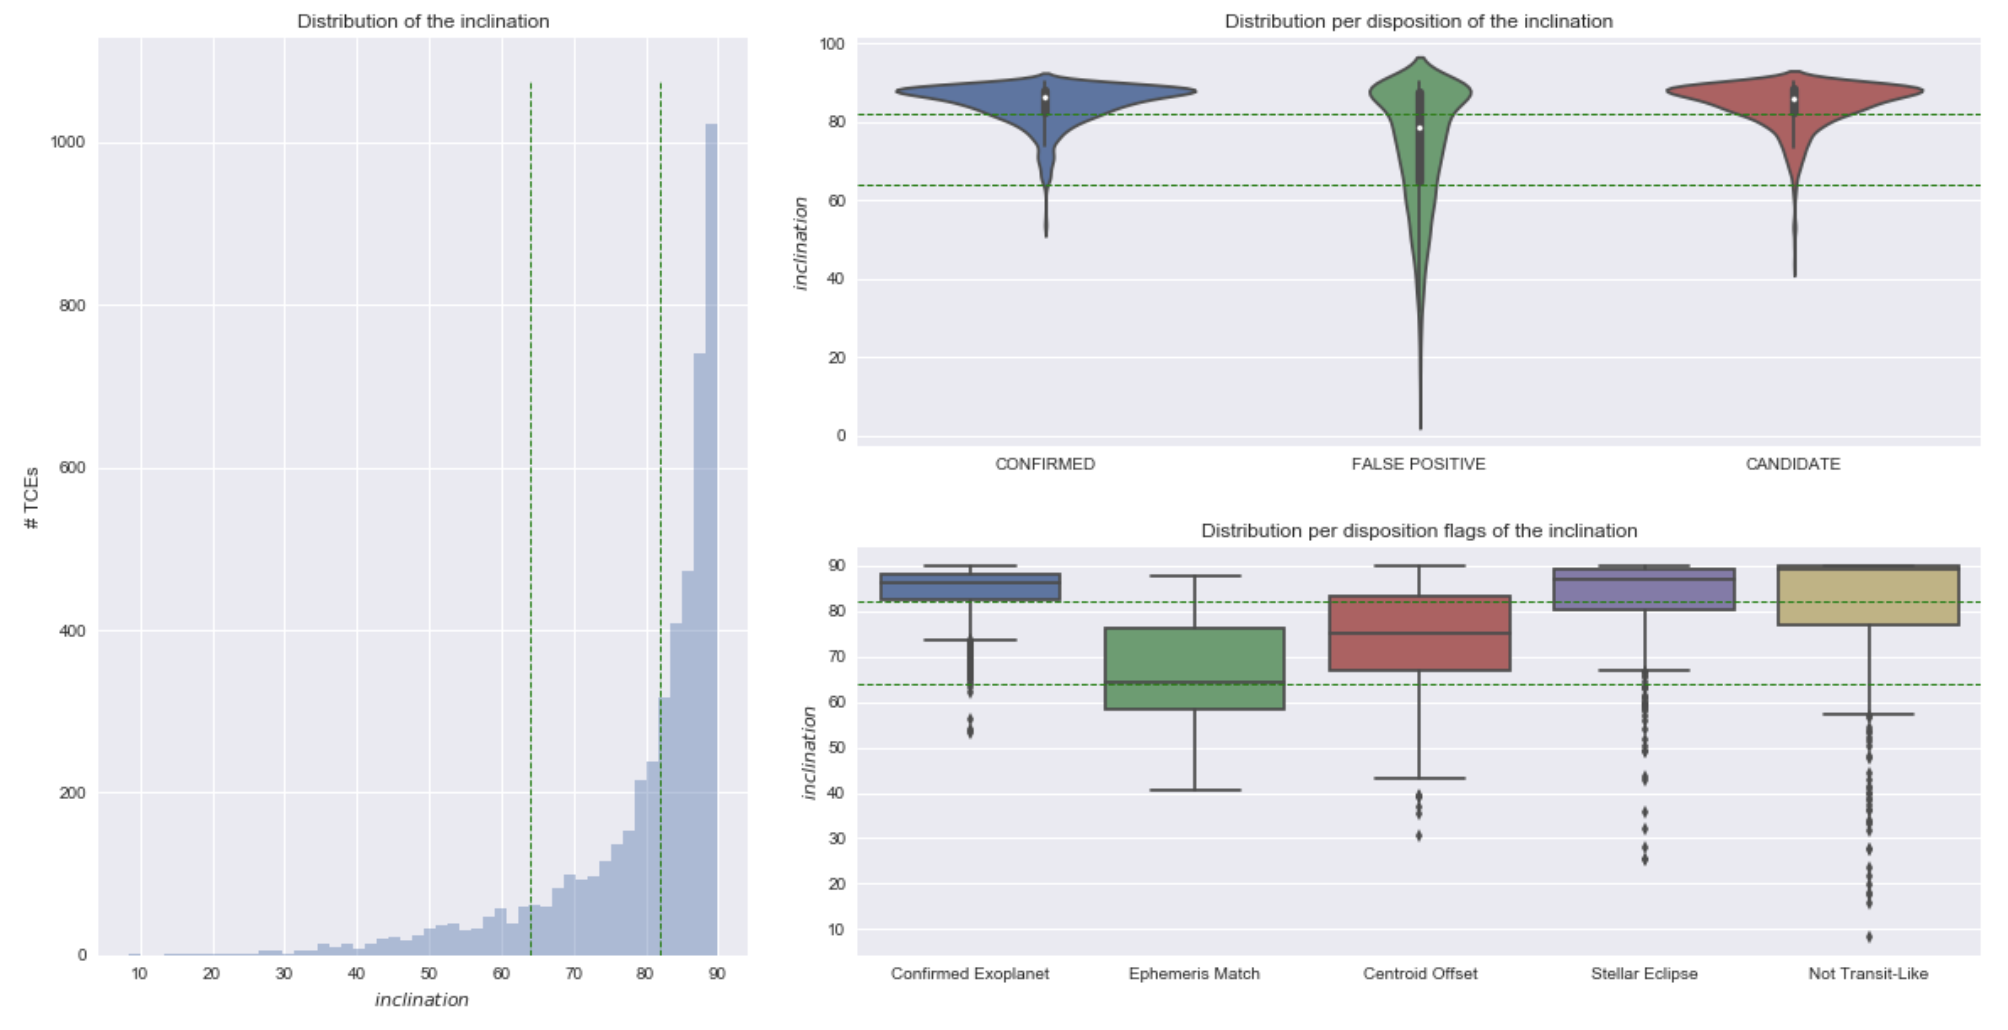 Distribution of the inclination
# TCEs
1000
800
600
400
200
0
10 20 30 40 50 60 70 80 90
inclination
Distribution per disposition of the inclination
inclination
100
80
60
40
20
0
CONFIRMED FALSE POSITIVE CANDIDATE
Distribution per disposition flags of the inclination
inclination
90
80
70
60
50
40
30
20
10
Confirmed Exoplanet Ephemeris Match Centroid Offset Stellar Eclipse Not Transit-Like